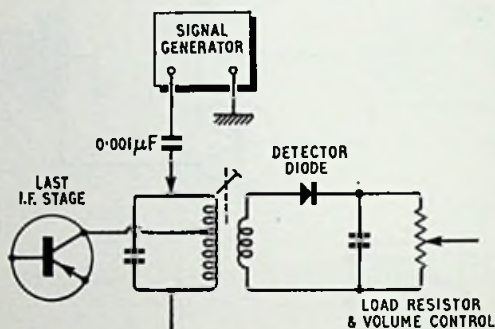 SIGNAL
GENERATOR
0·001μF
DETECTOR
DIODE
LAST
I.F. STAGE
LOAD RESISTOR
& VOLUME CONTROL